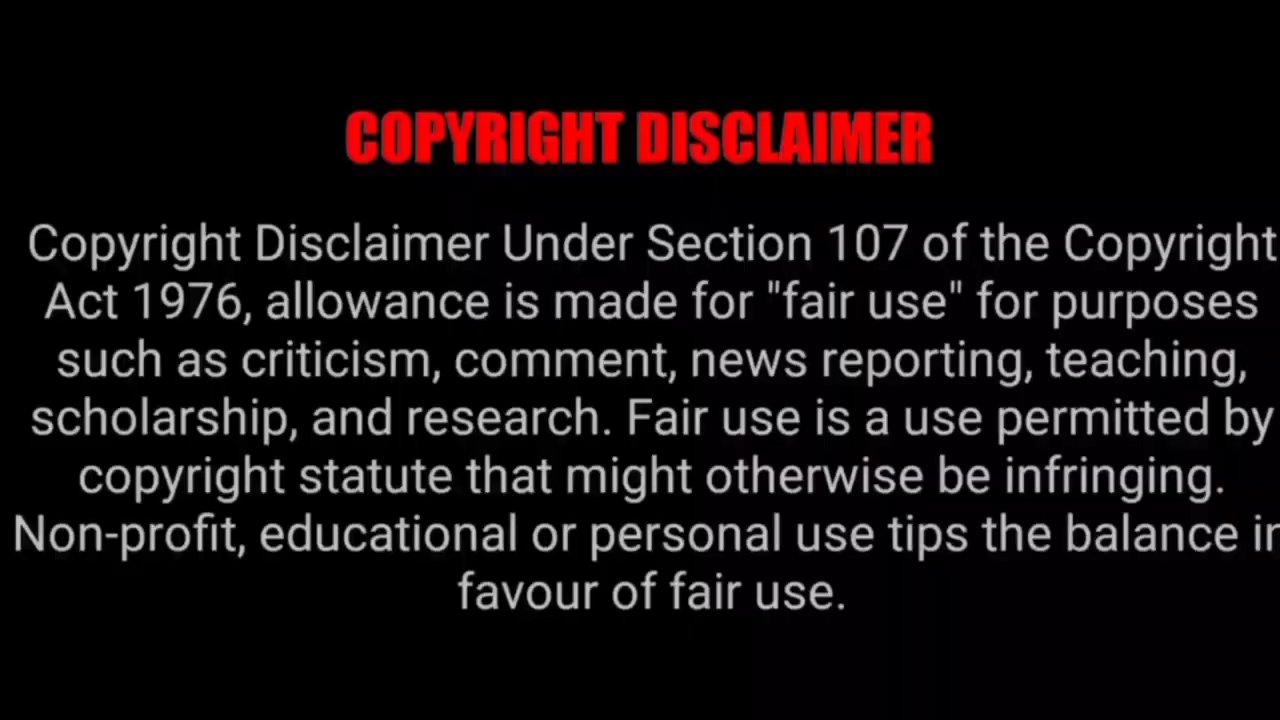 COPYRIGHT DISCLAIMER
Copyright Disclaimer Under Section 107 of the Copyright
Act 1976, allowance is made for "fair use" for purposes
such as criticism, comment, news reporting, teaching,
scholarship, and research. Fair use is a use permitted by
copyright statute that might otherwise be infringing.
Non-profit, educational or personal use tips the balance in
favour of fair use.